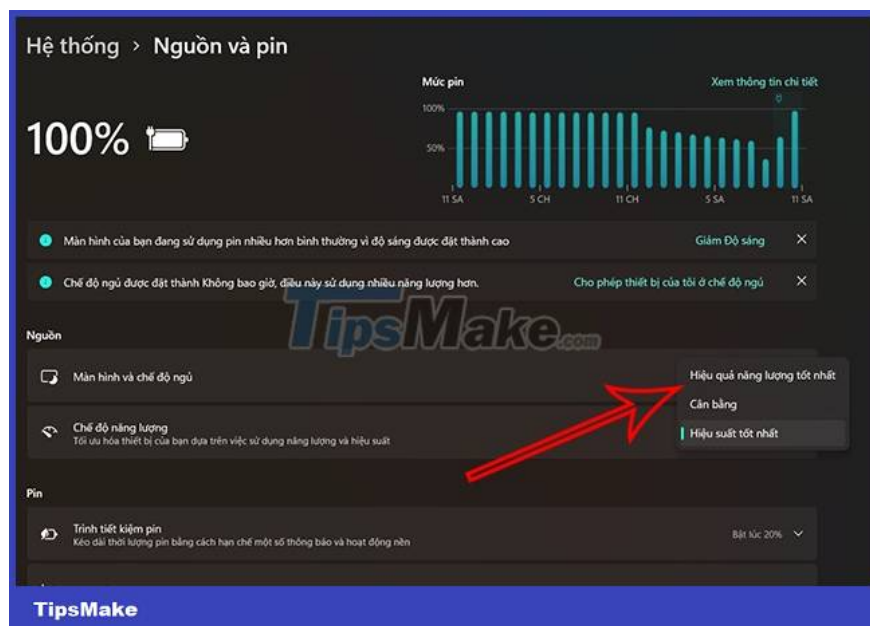 Hệ thống > Nguồn và pin
Mức pin
Xem thông tin chi tiết
100%
100%
50%
11 SA
5 CH
11 CH
5 SA
11 SA
Màn hình của bạn đang sử dụng pin nhiều hơn bình thường vì độ sáng được đặt thành cao
Giảm Độ sáng
Chế độ ngủ được đặt thành Không bao giờ, điều này sử dụng nhiều năng lượng hơn.
Cho phép thiết bị của tôi ở chế độ ngủ
TipsMake.com
Nguồn
Màn hình và chế độ ngủ
Hiệu quả năng lượng tốt nhất
Cân bằng
Hiệu suất tốt nhất
Chế độ năng lượng
Tối ưu hóa thiết bị của bạn dựa trên việc sử dụng năng lượng và hiệu suất
Pin
Trình tiết kiệm pin
Kéo dài thời lượng pin bằng cách hạn chế một số thông báo và hoạt động nền
Bật lúc 20%
TipsMake